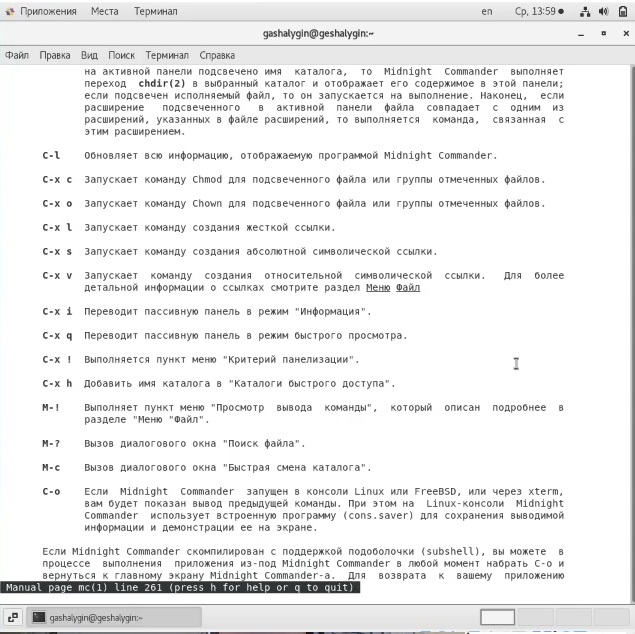 Приложения Места Терминал en Ср, 13:59
gashalygin@geshalygin:~
Файл Правка Вид Поиск Терминал Справка
на активной панели подсвечено имя каталога, то Midnight Commander выполняет
переход chdir(2) в выбранный каталог и отображает его содержимое в этой панели;
если подсвечен исполняемый файл, то он запускается на выполнение. Наконец, если
расширение подсвеченного в активной панели файла совпадает с одним из
расширений, указанных в файле расширений, то выполняется команда, связанная с
этим расширением.
C-l Обновляет всю информацию, отображаемую программой Midnight Commander.
C-x c Запускает команду Chmod для подсвеченного файла или группы отмеченных файлов.
C-x o Запускает команду Chown для подсвеченного файла или группы отмеченных файлов.
C-x l Запускает команду создания жесткой ссылки.
C-x s Запускает команду создания абсолютной символической ссылки.
C-x v Запускает команду создания относительной символической ссылки. Для более
детальной информации о ссылках смотрите раздел Меню Файл
C-x i Переводит пассивную панель в режим "Информация".
C-x q Переводит пассивную панель в режим быстрого просмотра.
C-x ! Выполняется пункт меню "Критерий панелизации".
C-x h Добавить имя каталога в "Каталоги быстрого доступа".
M-! Выполняет пункт меню "Просмотр вывода команды", который описан подробнее в
разделе "Меню "Файл".
M-? Вызов диалогового окна "Поиск файла".
M-c Вызов диалогового окна "Быстрая смена каталога".
C-o Если Midnight Commander запущен в консоли Linux или FreeBSD, или через xterm,
вам будет показан вывод предыдущей команды. При этом на Linux-консоли Midnight
Commander использует встроенную программу (cons.saver) для сохранения выводимой
информации и демонстрации ее на экране.
Если Midnight Commander скомпилирован с поддержкой подоболочки (subshell), вы можете в
процессе выполнения приложения из-под Midnight Commander в любой момент набрать C-o и
вернуться к главному экрану Midnight Commander-а. Для возврата к вашему приложению
Manual page mc(1) line 261 (press h for help or q to quit)
gashalygin@geshalygin:~